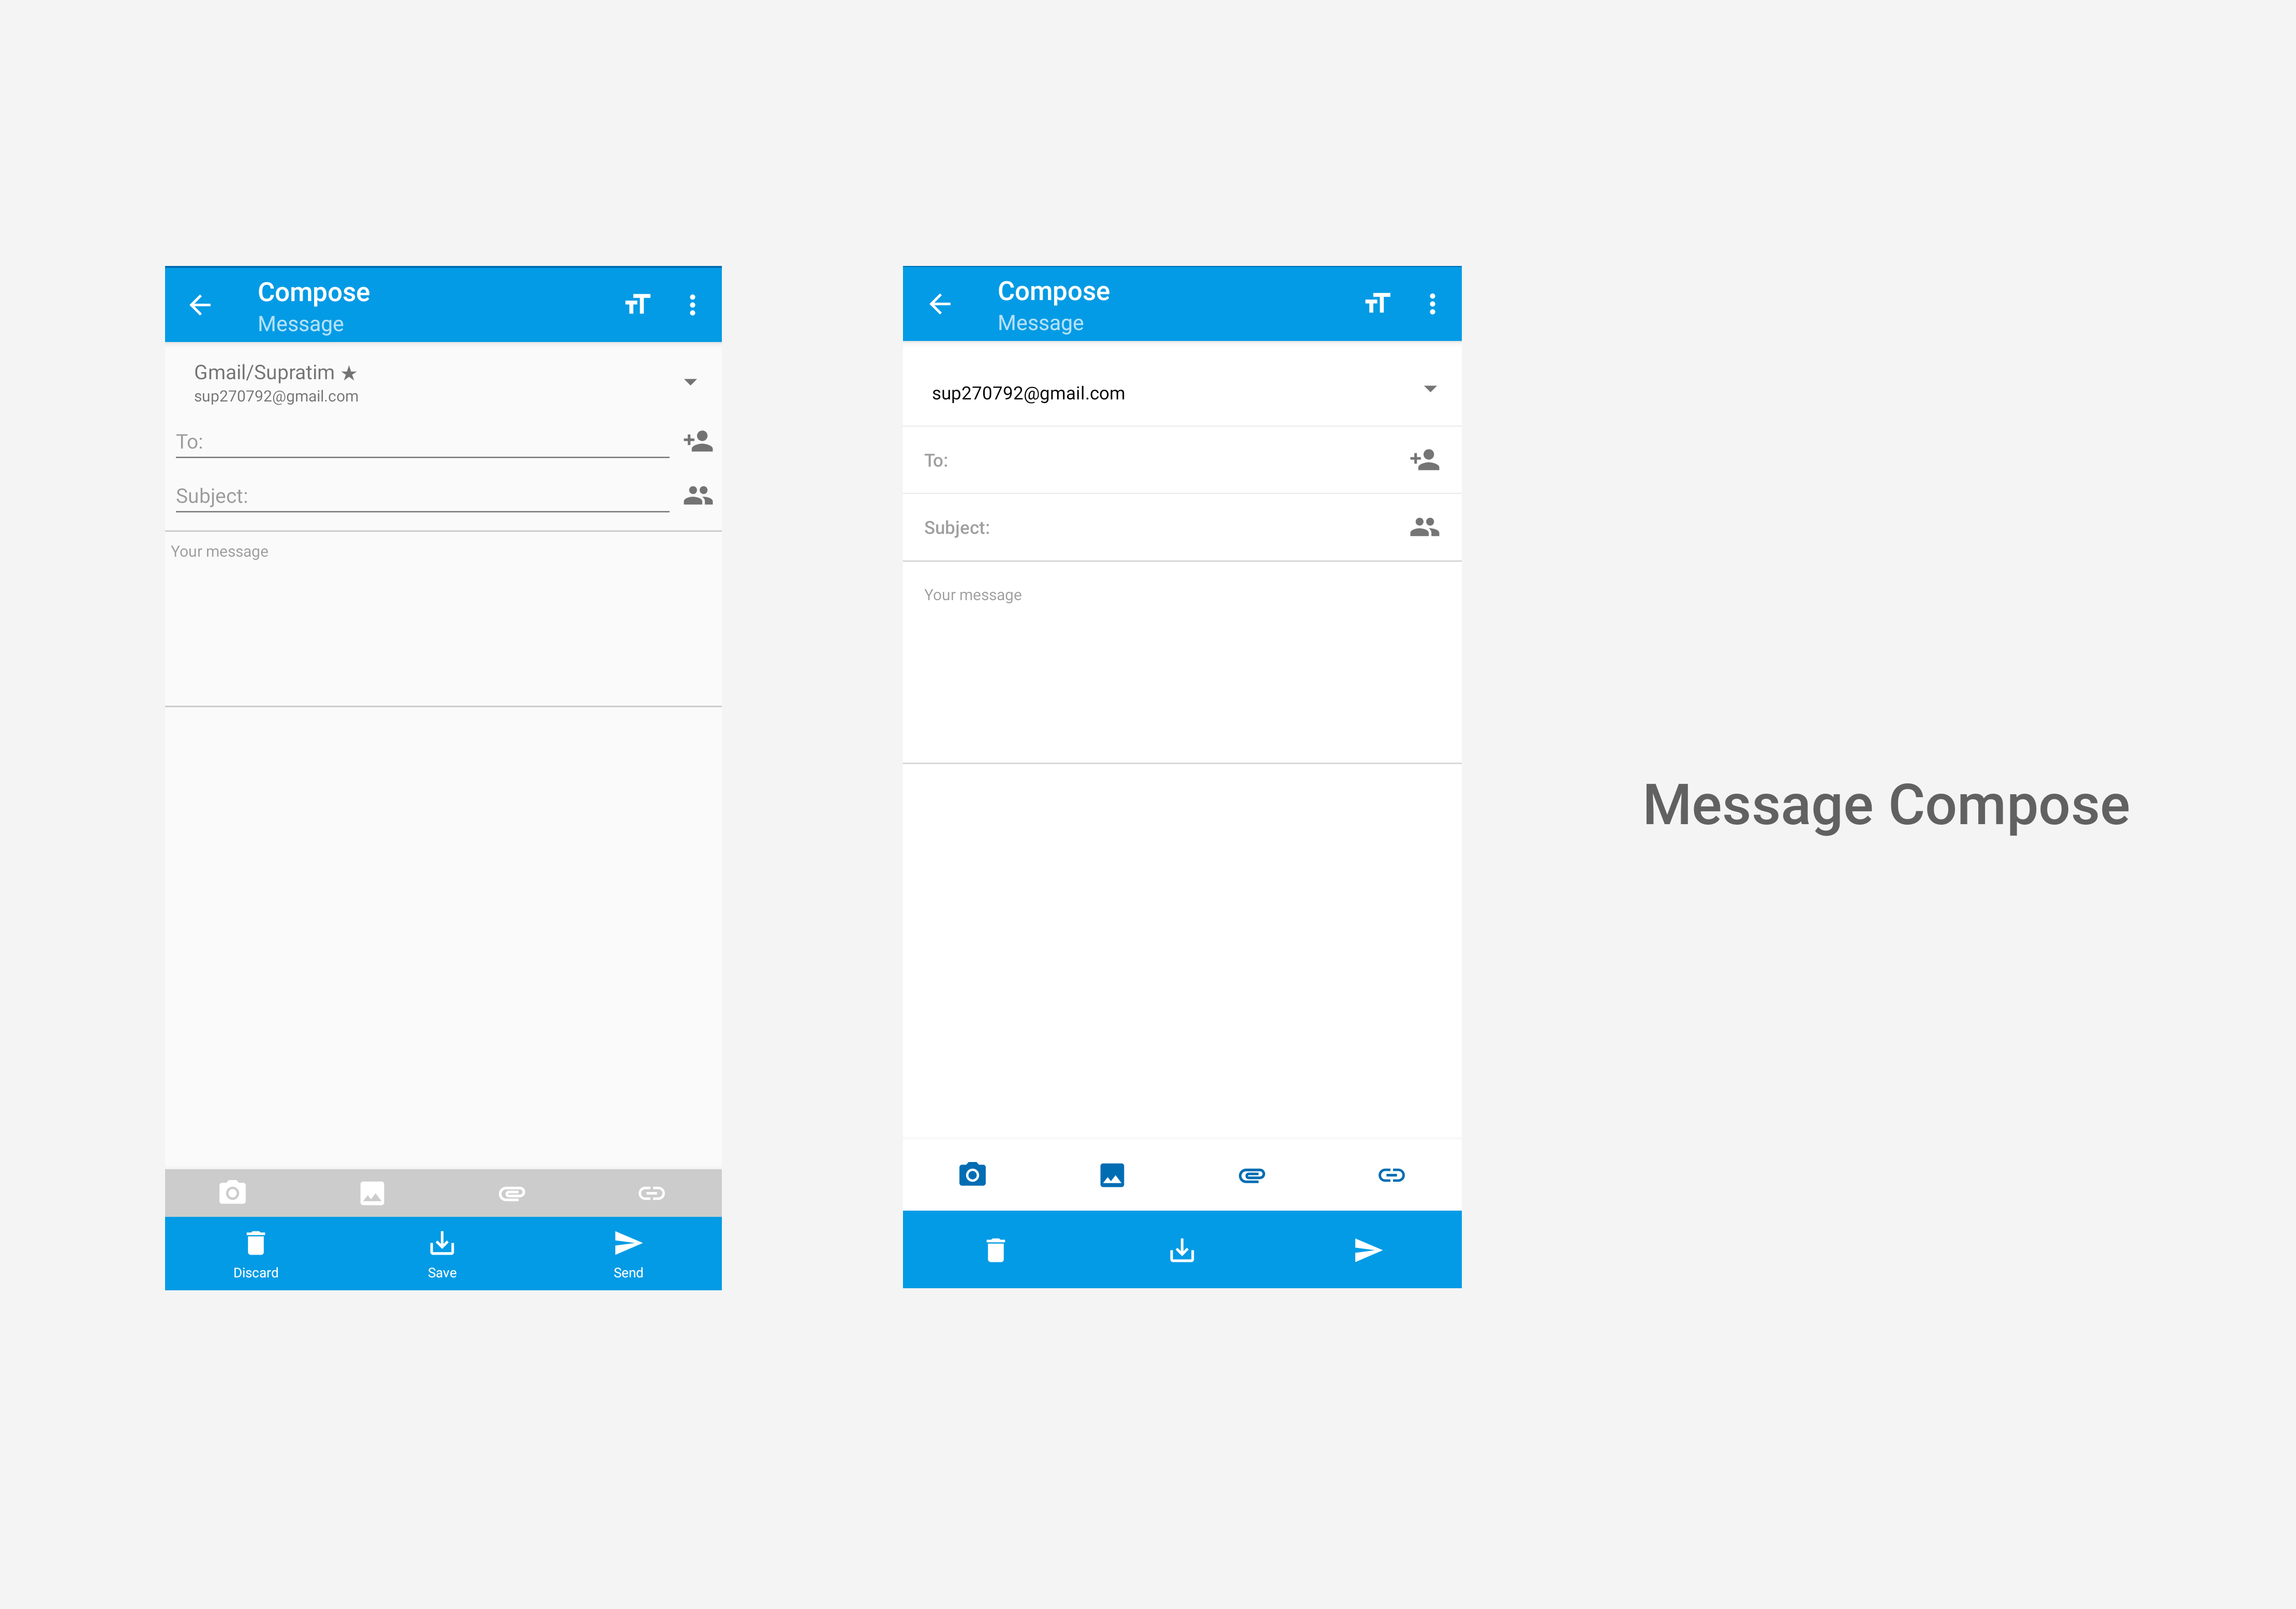 Compose
Message
Gmail/Supratim ★
sup270792@gmail.com
To:
Subject:
Your message
Discard
Save
Send
Compose
Message
sup270792@gmail.com
To:
Subject:
Your message
Message Compose